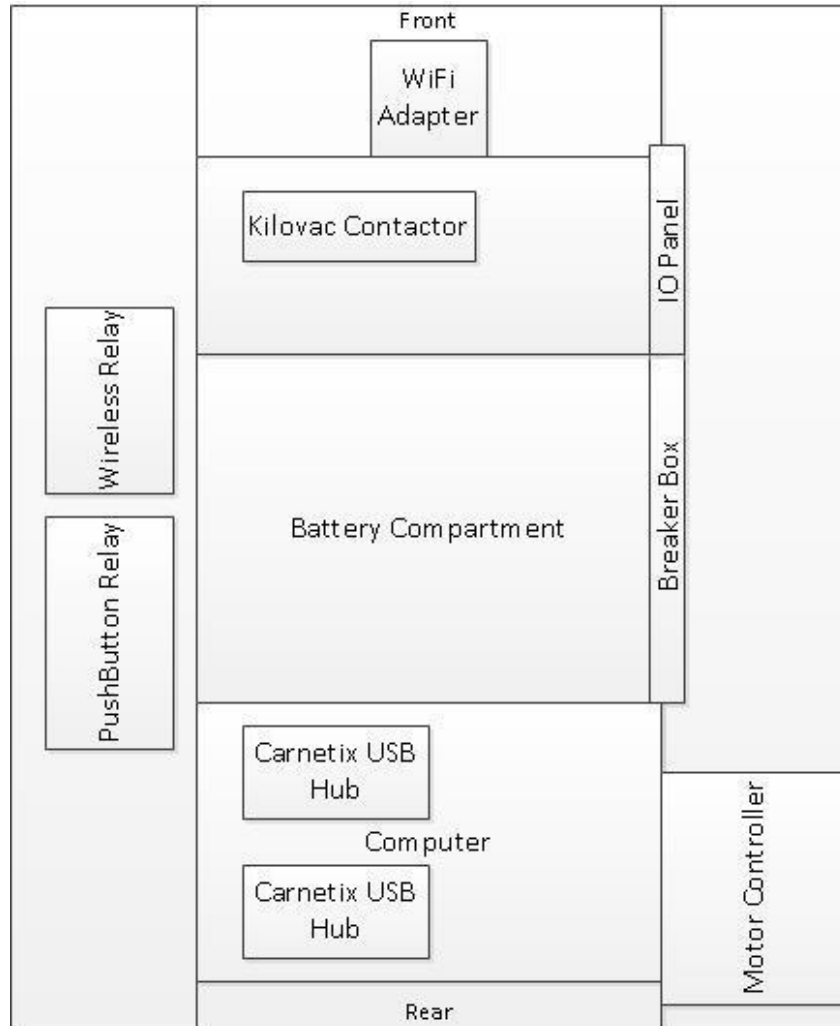 Front
WiFi
Adapter
Kilovac Contactor
IO Panel
Wireless Relay
Battery Compartment
Breaker Box
PushButton Relay
Carnetix USB
Hub
Computer
Carnetix USB
Hub
Motor Controller
Rear